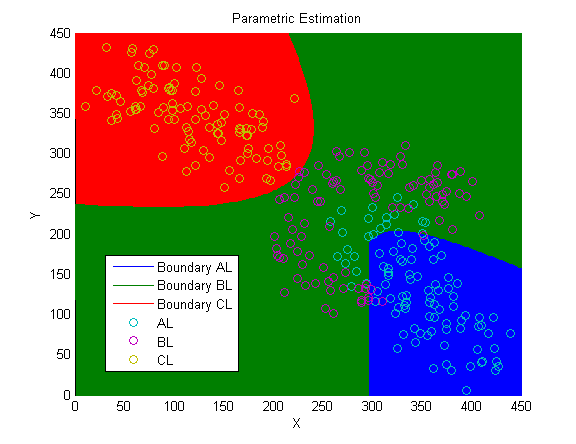 Parametric Estimation
450
400
350
300
250
200
150
100
50
0
Y
Boundary AL
Boundary BL
Boundary CL
AL
BL
CL
0 50 100 150 200 250 300 350 400 450
X